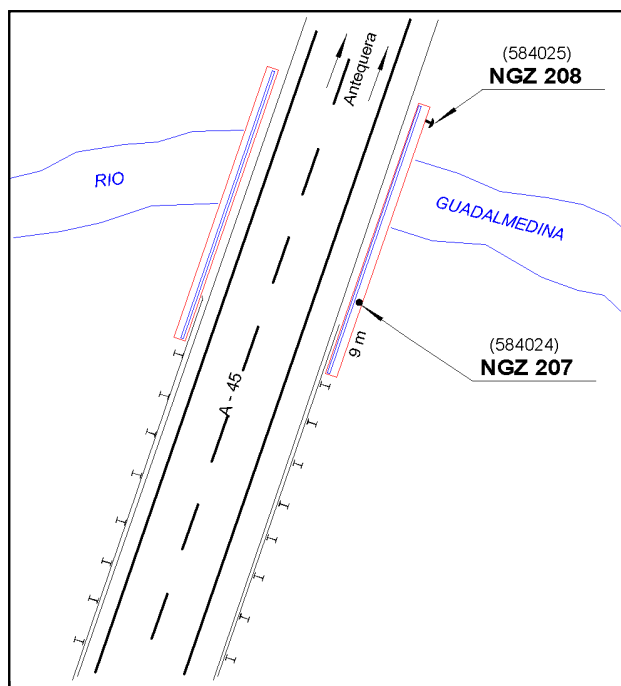 (584025)
NGZ 208
Antequera
RIO
GUADALMEDINA
(584024)
NGZ 207
9 m
A - 45